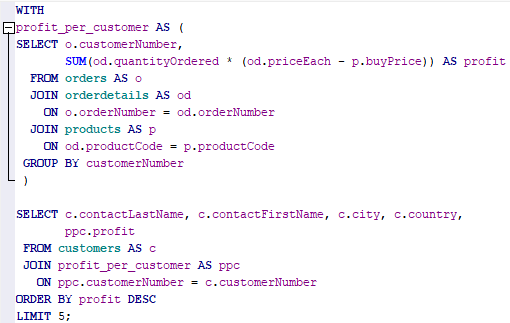 WITH
profit_per_customer AS (
SELECT o.customerNumber,
       SUM(od.quantityOrdered * (od.priceEach - p.buyPrice)) AS profit
  FROM orders AS o
  JOIN orderdetails AS od
    ON o.orderNumber = od.orderNumber
  JOIN products AS p
    ON od.productCode = p.productCode
 GROUP BY customerNumber
 )

SELECT c.contactLastName, c.contactFirstName, c.city, c.country,
       ppc.profit
  FROM customers AS c
  JOIN profit_per_customer AS ppc
    ON ppc.customerNumber = c.customerNumber
ORDER BY profit DESC
LIMIT 5;